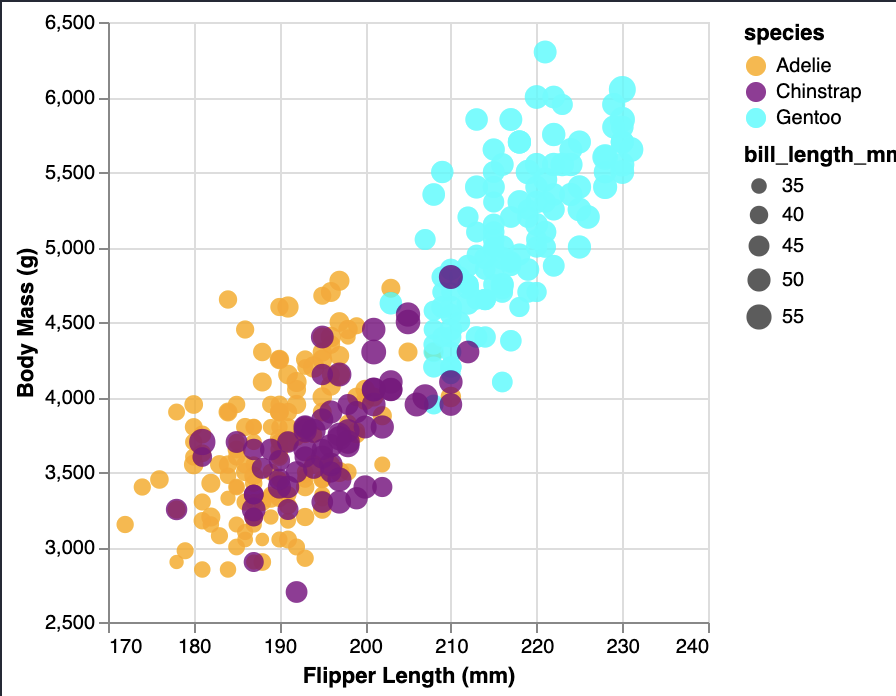 6,500
6,000
5,500
5,000
4,500
4,000
3,500
3,000
2,500
Body Mass (g)
170 180 190 200 210 220 230 240
Flipper Length (mm)
species
Adelie
Chinstrap
Gentoo
bill_length_mm
35
40
45
50
55